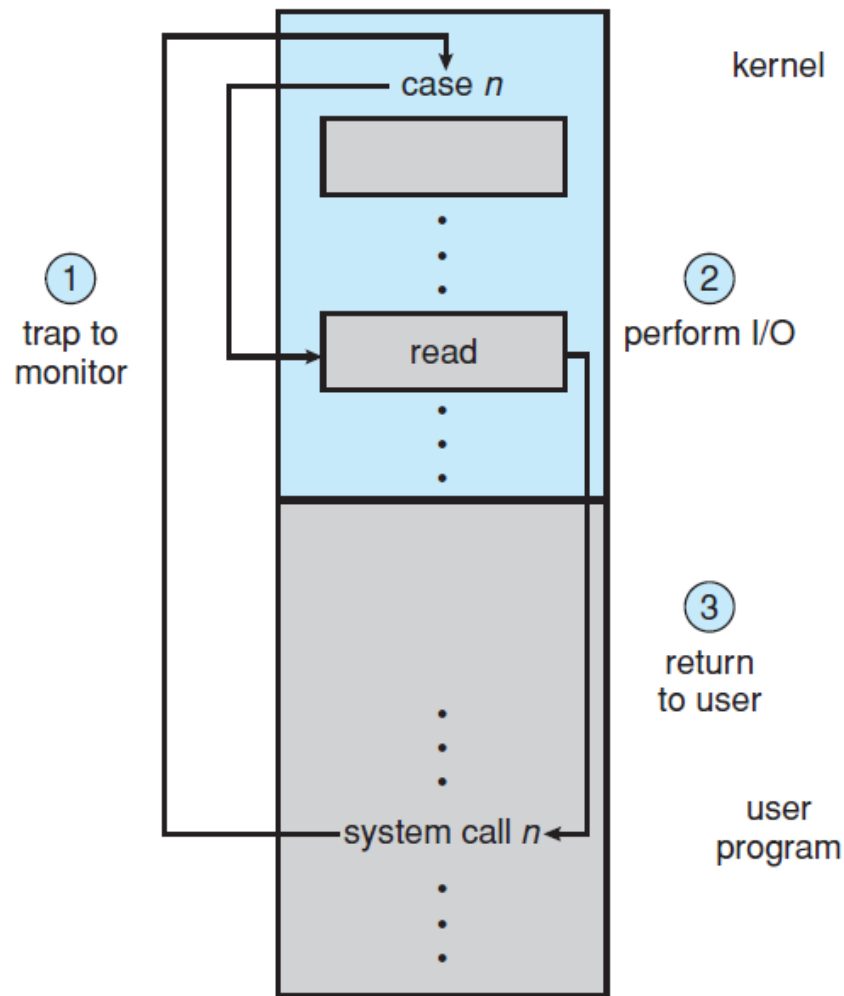 kernel
case n
1
trap to
monitor
2
perform I/O
read
3
return
to user
system call n
user
program